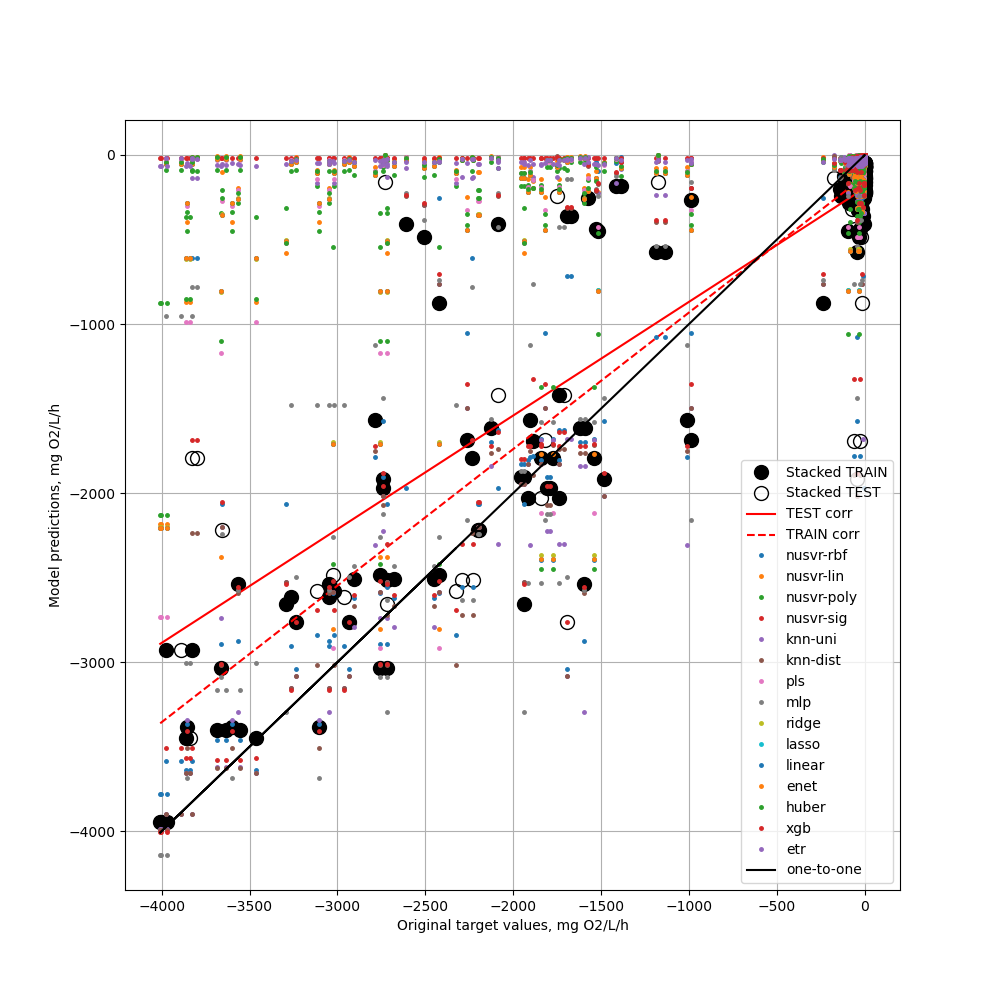 0
−1000
−2000
−3000
−4000
Model predictions, mg O2/L/h
−4000 −3500 −3000 −2500 −2000 −1500 −1000 −500 0
Original target values, mg O2/L/h
Stacked TRAIN
Stacked TEST
TEST corr
TRAIN corr
nusvr-rbf
nusvr-lin
nusvr-poly
nusvr-sig
knn-uni
knn-dist
pls
mlp
ridge
lasso
linear
enet
huber
xgb
etr
one-to-one